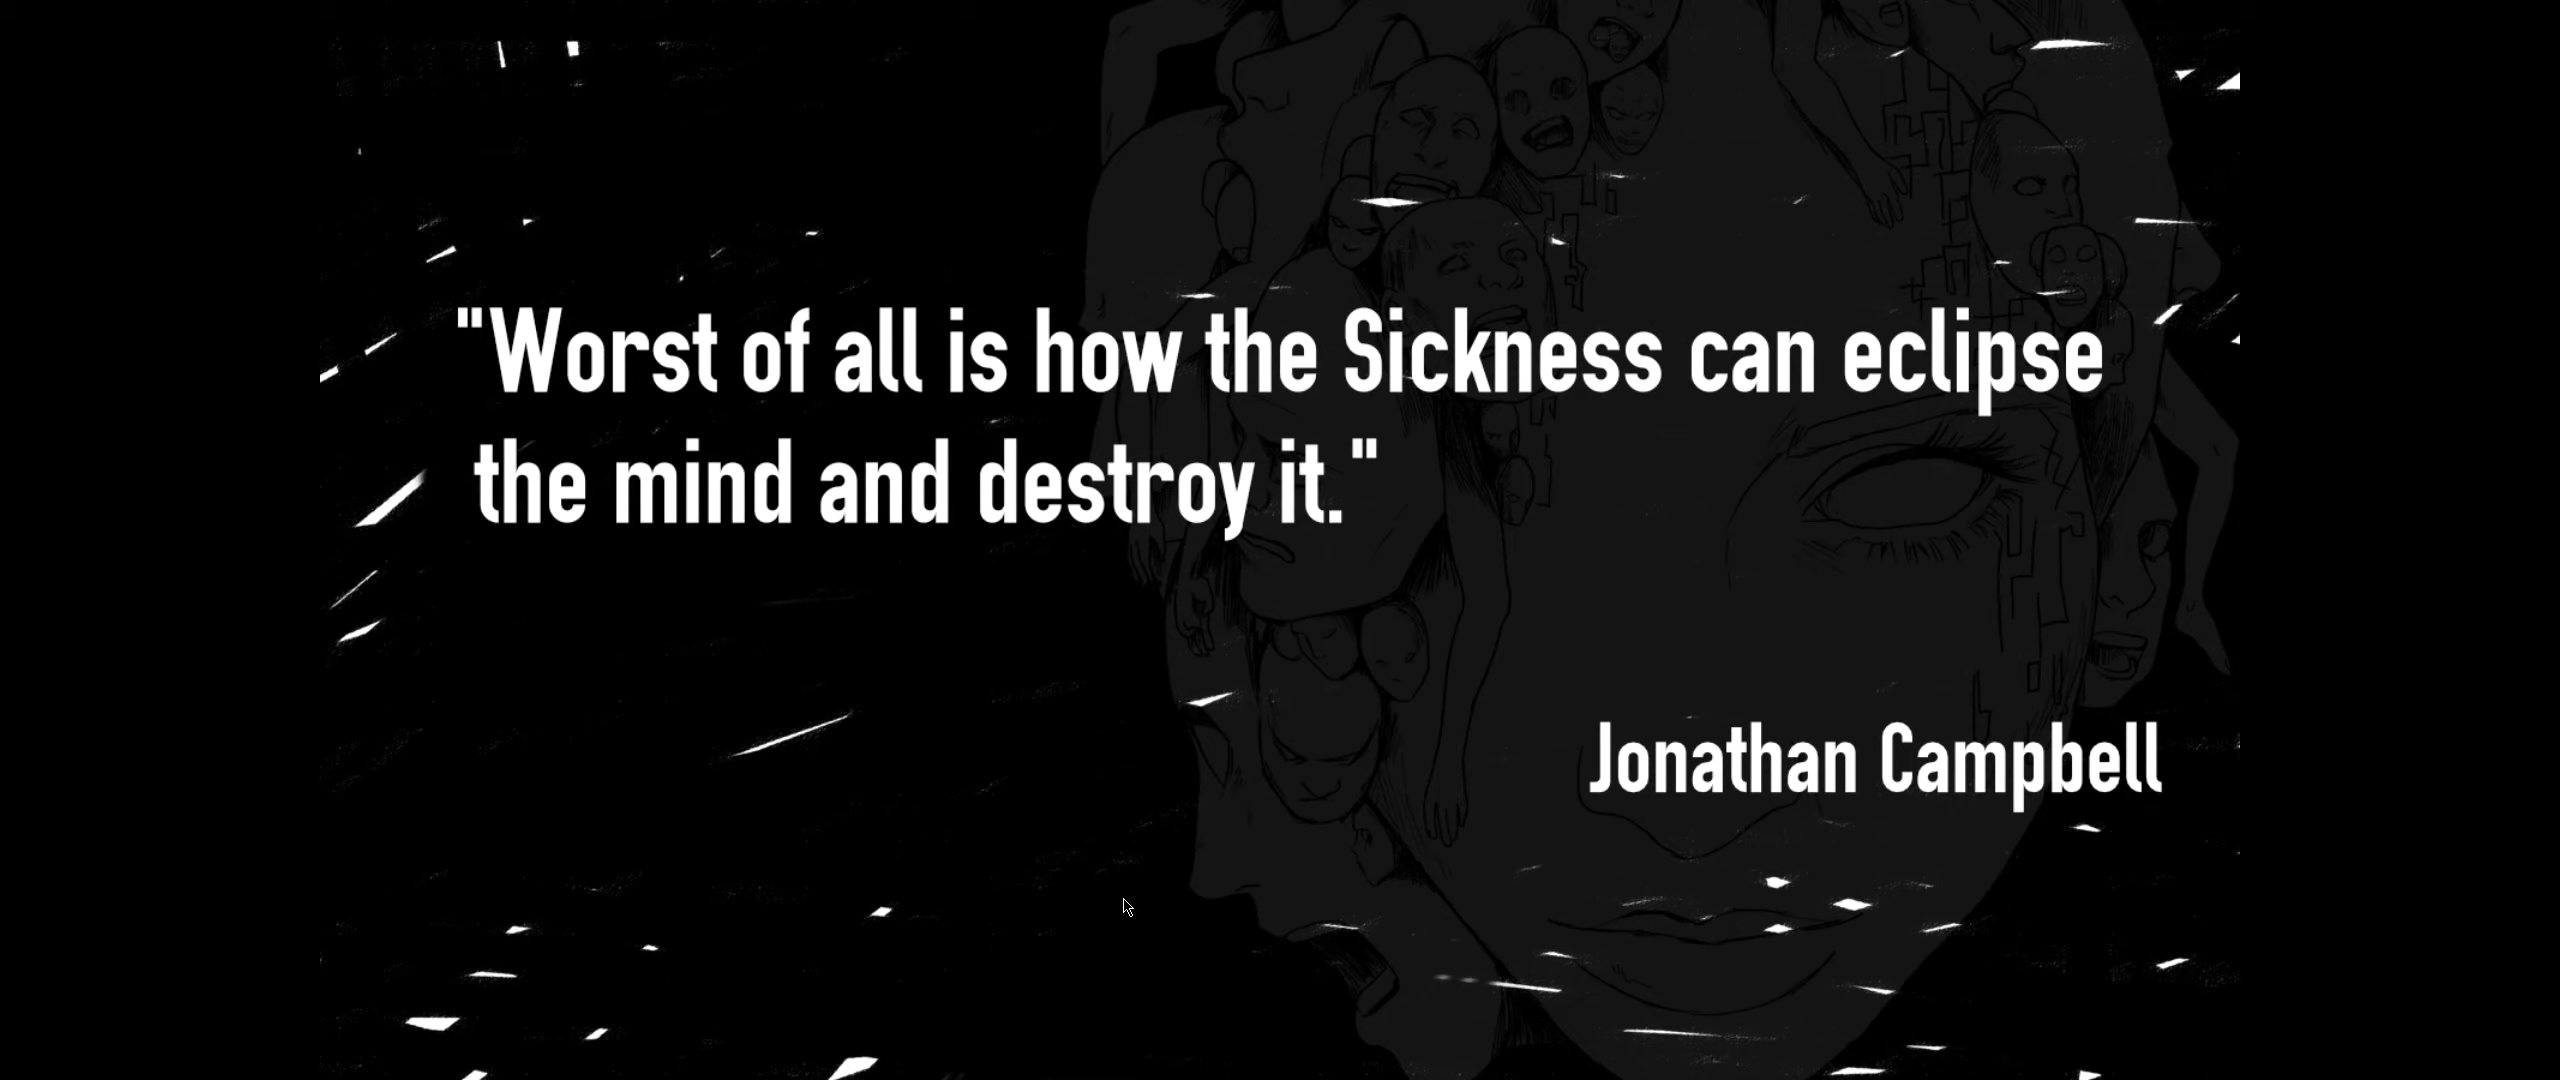 "Worst of all is how the Sickness can eclipse
the mind and destroy it."
Jonathan Campbell